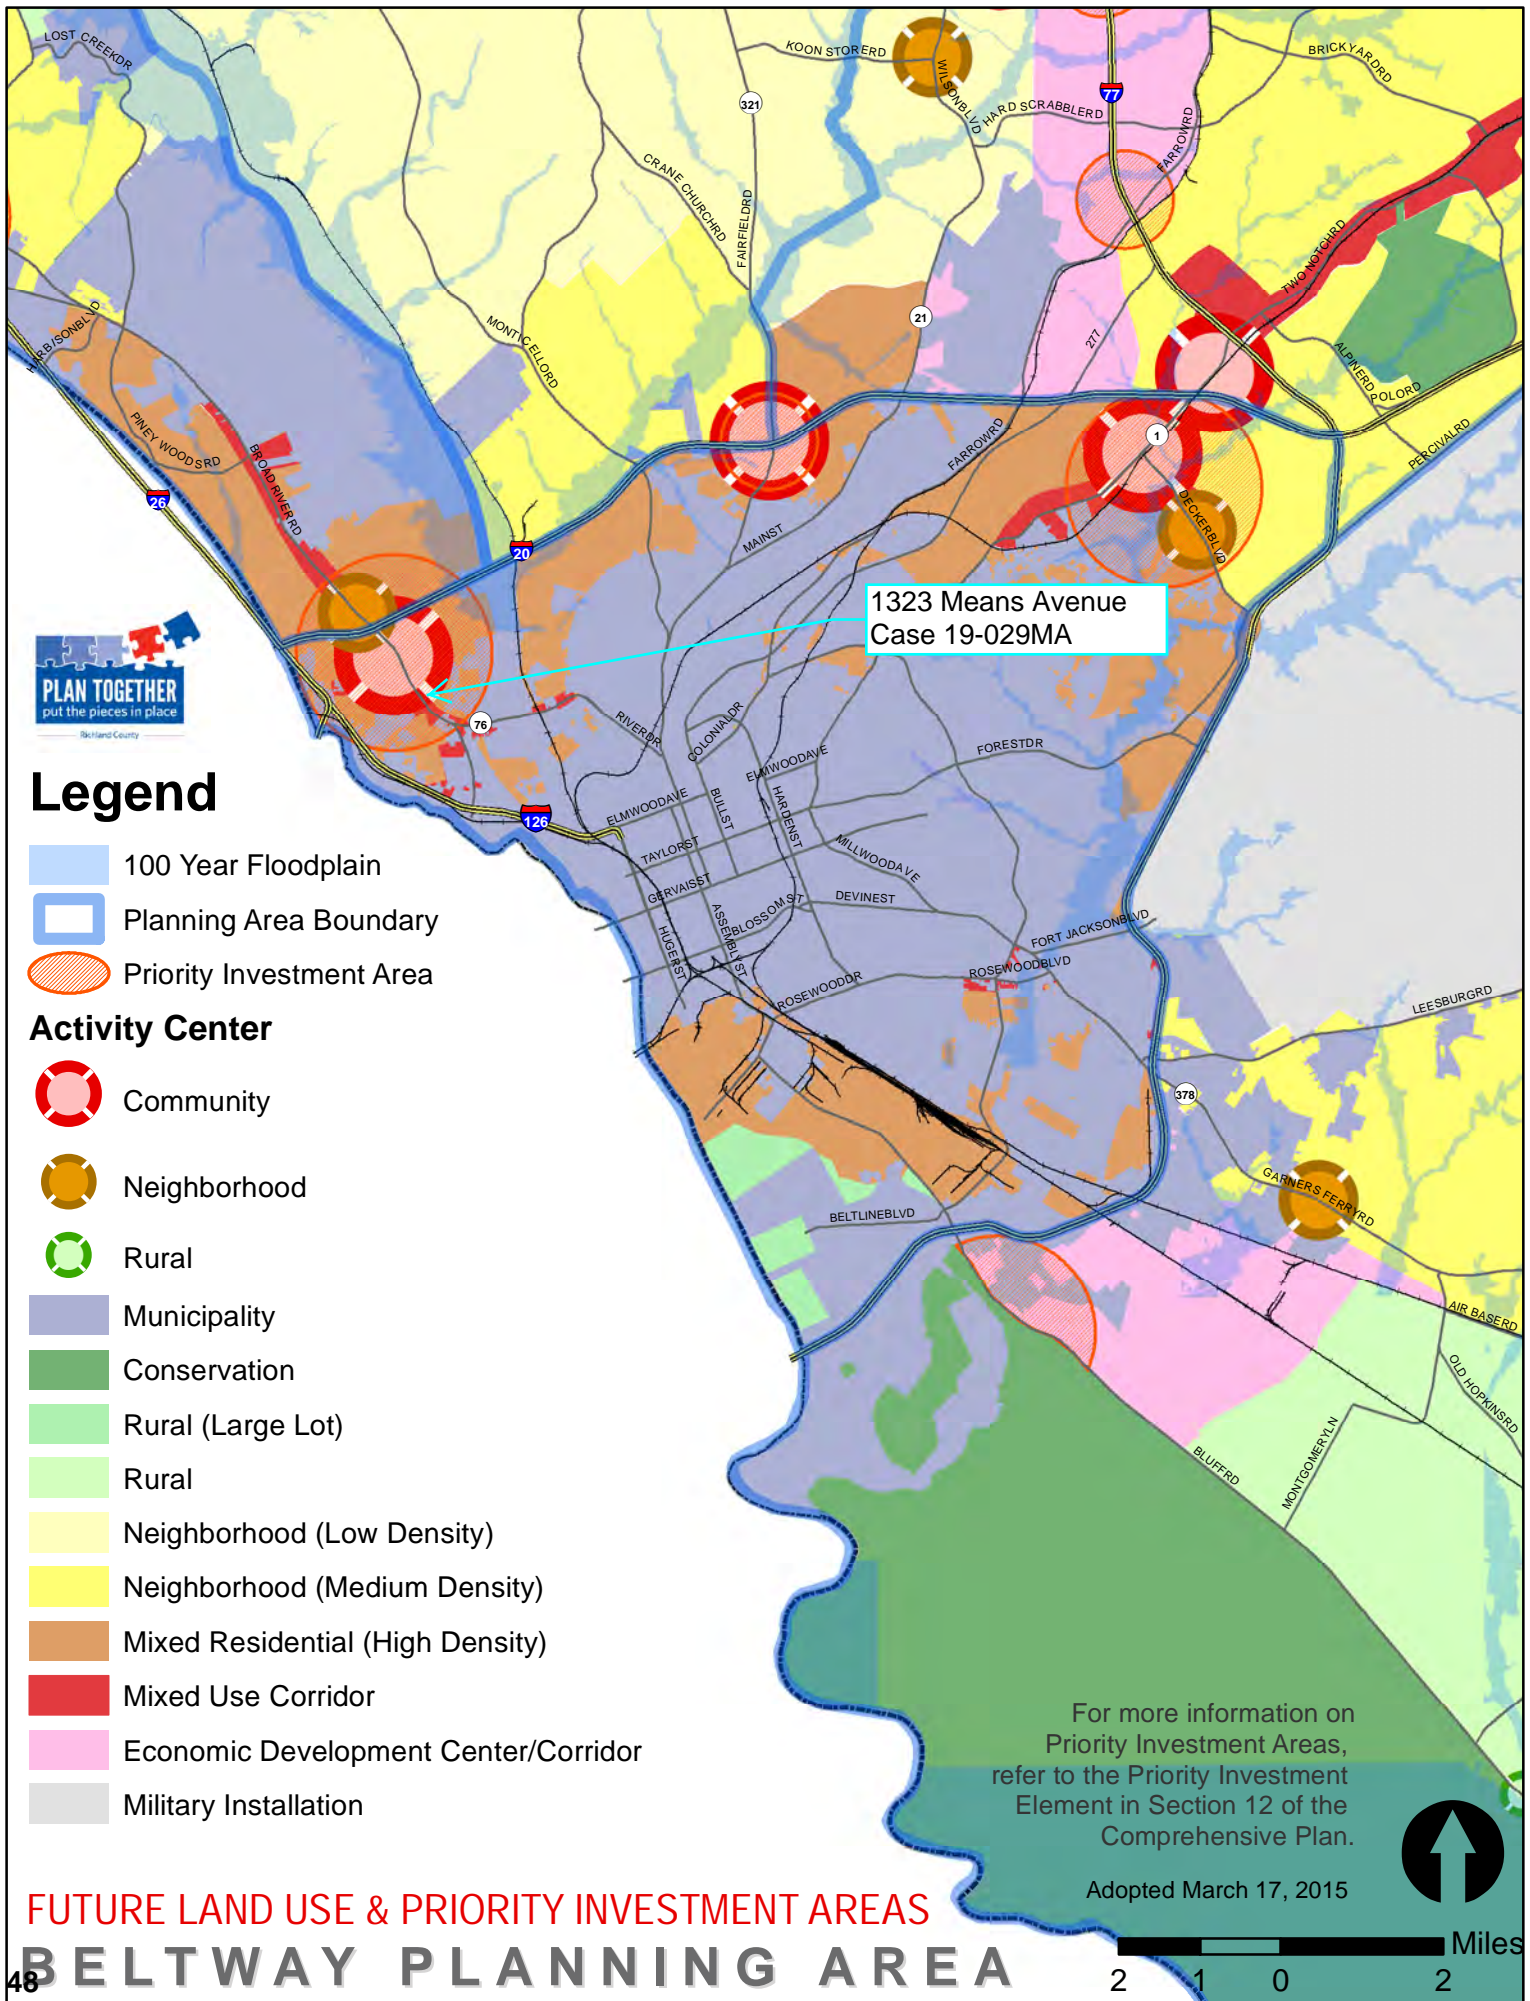 LOST CREEKDR
KOON STORERD
WILSONBLVD
BRICKYARDRD
77
321
HARD SCRABBLERD
FARROWRD
CRANE CHURCHRD
FAIRFIELDRD
TWO NOTCHRD
HARBISONBLVD
MONTICELLORD
21
277
ALPINERD
POLORD
PINEY WOODSRD
BROAD RIVERRD
FARROWRD
1
PERCIVALRD
26
DECKERBLVD
MAINST
20
1323 Means Avenue
Case 19-029MA
PLAN TOGETHER
put the pieces in place
Richland County
76
RIVERDR
COLONIALDR
FORESTDR
ELMWOODAVE
Legend
ELMWOODAVE
BULLST
HARDENST
126
TAYLORST
MILLWOODAVE
100 Year Floodplain
GERVAISST
DEVINEST
Planning Area Boundary
ASSEMBLYST
BLOSSOMST
FORT JACKSONBLVD
HUGERST
Priority Investment Area
ROSEWOODDR
ROSEWOODBLVD
LEESBURGRD
Activity Center
Community
378
Neighborhood
GARNERS FERRYRD
BELTLINEBLVD
Rural
Municipality
AIR BASERD
Conservation
OLD HOPKINSRD
Rural (Large Lot)
BLUFFRD
MONTGOMERYLN
Rural
Neighborhood (Low Density)
Neighborhood (Medium Density)
Mixed Residential (High Density)
Mixed Use Corridor
Economic Development Center/Corridor
Military Installation
For more information on
Priority Investment Areas,
refer to the Priority Investment
Element in Section 12 of the
Comprehensive Plan.
Adopted March 17, 2015
FUTURE LAND USE & PRIORITY INVESTMENT AREAS
BELTWAY PLANNING AREA
48
Miles
2 1 0 2